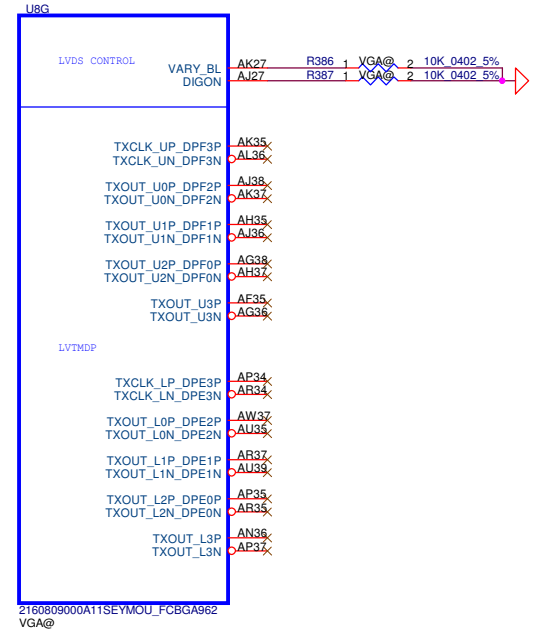 U8G
LVDS CONTROL
VARY_BL AK27 R386 1 VGA@ 2 10K_0402_5%
DIGON AJ27 R387 1 VGA@ 2 10K_0402_5%
TXCLK_UP_DPF3P AK35
TXCLK_UN_DPF3N AL36
TXOUT_U0P_DPF2P AJ38
TXOUT_U0N_DPF2N AK37
TXOUT_U1P_DPF1P AH35
TXOUT_U1N_DPF1N AJ36
TXOUT_U2P_DPF0P AG38
TXOUT_U2N_DPF0N AH37
TXOUT_U3P AF35
TXOUT_U3N AG36
LVTMDP
TXCLK_LP_DPE3P AP34
TXCLK_LN_DPE3N AR34
TXOUT_L0P_DPE2P AW37
TXOUT_L0N_DPE2N AU35
TXOUT_L1P_DPE1P AR37
TXOUT_L1N_DPE1N AU39
TXOUT_L2P_DPE0P AP35
TXOUT_L2N_DPE0N AR35
TXOUT_L3P AN36
TXOUT_L3N AP37
2160809000A11SEYMOU_FCBGA962
VGA@